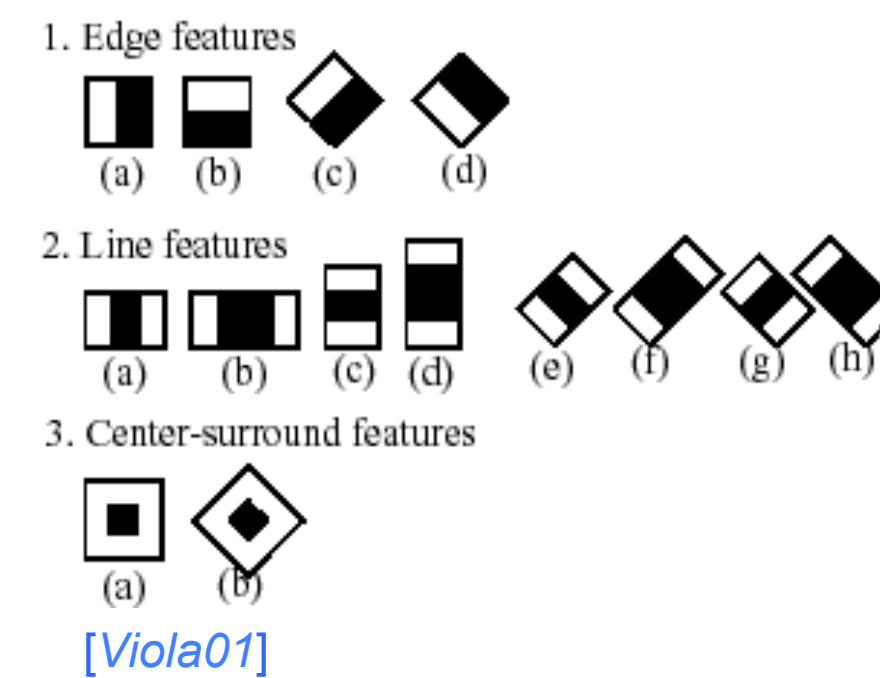 1. Edge features
(a) (b) (c) (d)
2. Line features
(a) (b) (c) (d) (e) (f) (g) (h)
3. Center-surround features
(a) (b)
[Viola01]